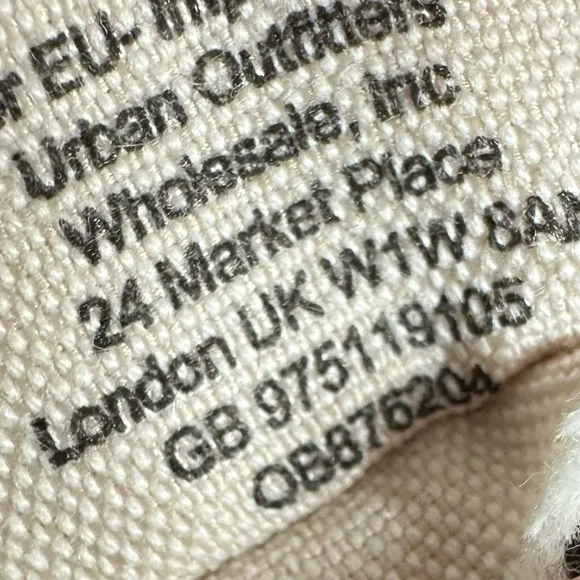 EU-
Urban Outfitters
Wholesale, Inc
24 Market Place
London UK W1W 8A
GB 975119105
OB876204